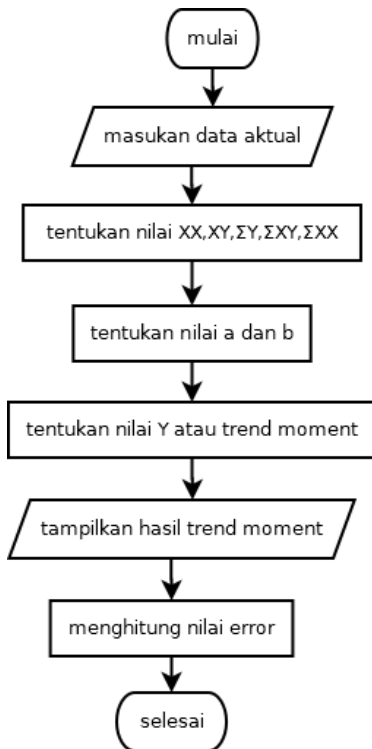 mulai
masukan data aktual
tentukan nilai XX,XY,ΣY,ΣXY,ΣXX
tentukan nilai a dan b
tentukan nilai Y atau trend moment
tampilkan hasil trend moment
menghitung nilai error
selesai